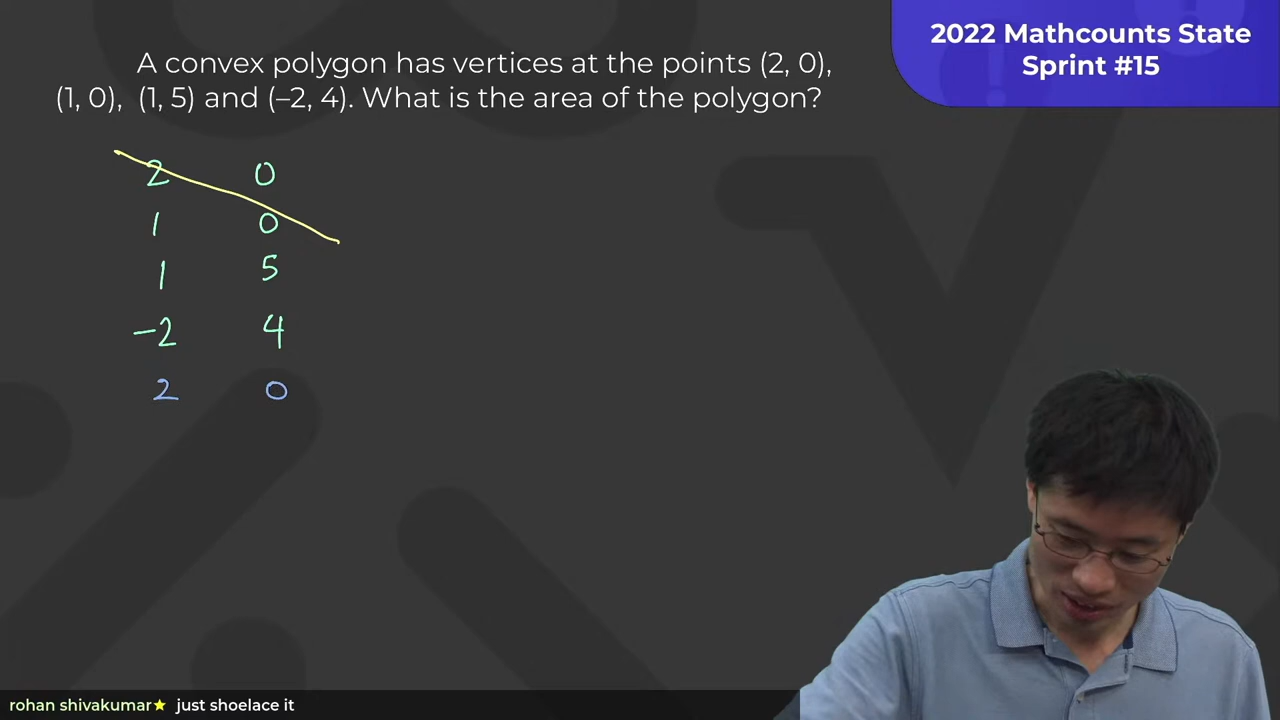 2022 Mathcounts State
Sprint #15
A convex polygon has vertices at the points (2, 0),
(1, 0), (1, 5) and (–2, 4). What is the area of the polygon?
2 0
1 0
1 5
-2 4
2 0
rohan shivakumar⭐ just shoelace it